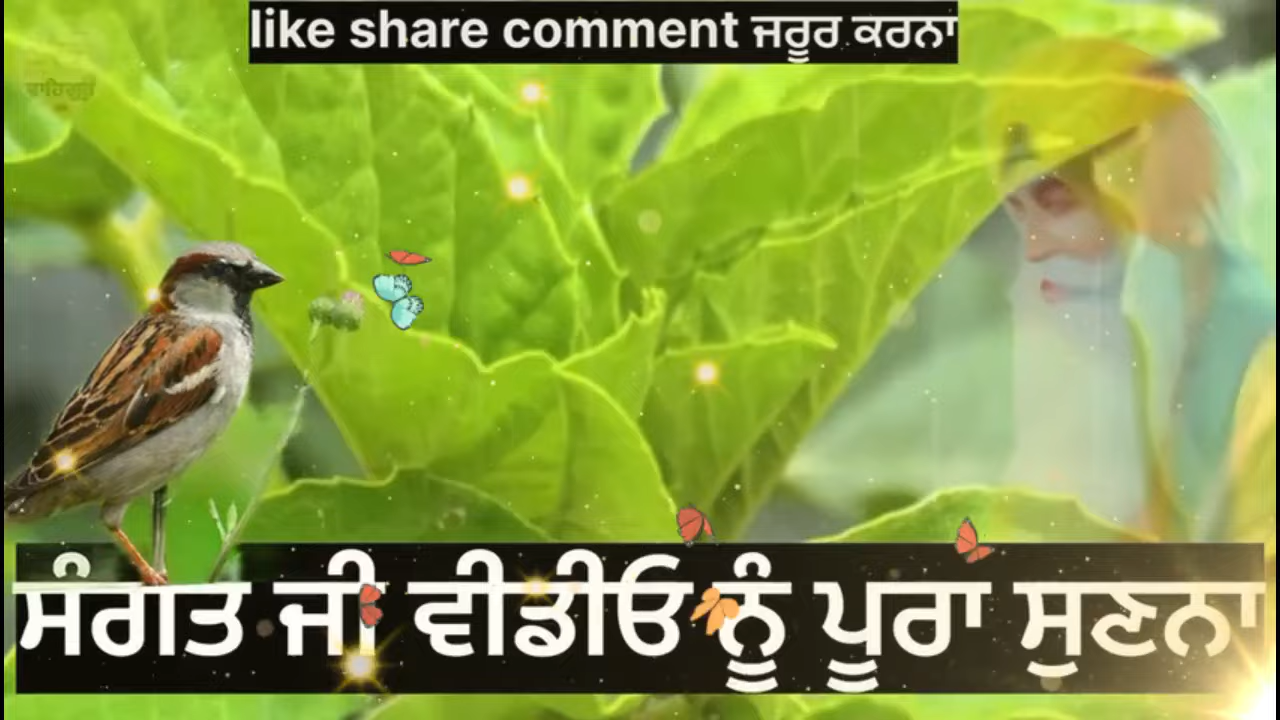 like share comment ਜਰੂਰ ਕਰਨਾ
ਸੰਗਤ ਜੀ ਵੀਡੀਓ ਨੂੰ ਪੂਰਾ ਸੁਣਨਾ